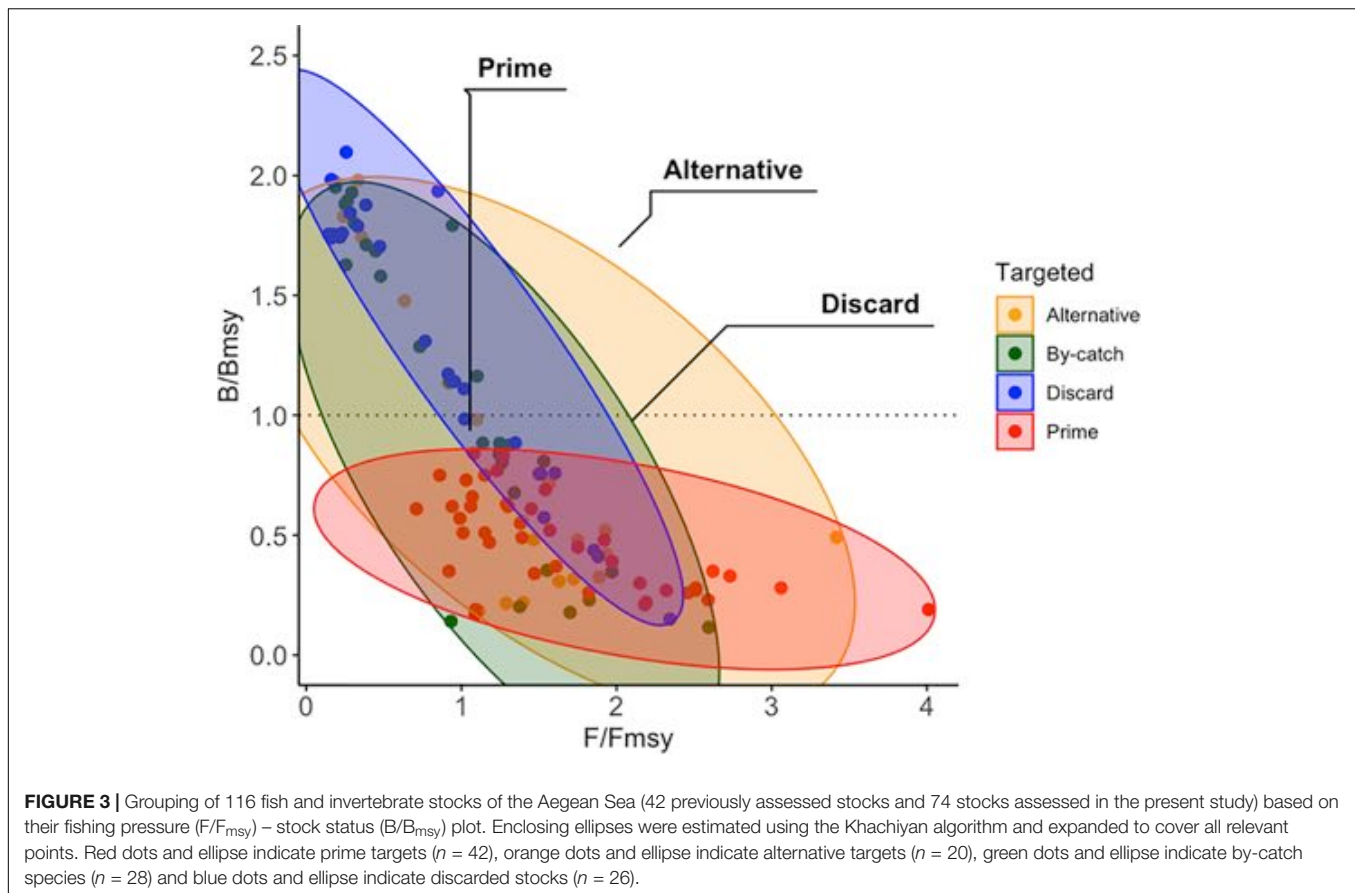 2.5
2.0
1.5
1.0
0.5
0.0
B/Bmsy
0
1
2
3
4
F/Fmsy
Prime
Alternative
Discard
Targeted
Alternative
By-catch
Discard
Prime
FIGURE 3 | Grouping of 116 fish and invertebrate stocks of the Aegean Sea (42 previously assessed stocks and 74 stocks assessed in the present study) based on
their fishing pressure (F/Fmsy) – stock status (B/Bmsy) plot. Enclosing ellipses were estimated using the Khachiyan algorithm and expanded to cover all relevant
points. Red dots and ellipse indicate prime targets (n = 42), orange dots and ellipse indicate alternative targets (n = 20), green dots and ellipse indicate by-catch
species (n = 28) and blue dots and ellipse indicate discarded stocks (n = 26).